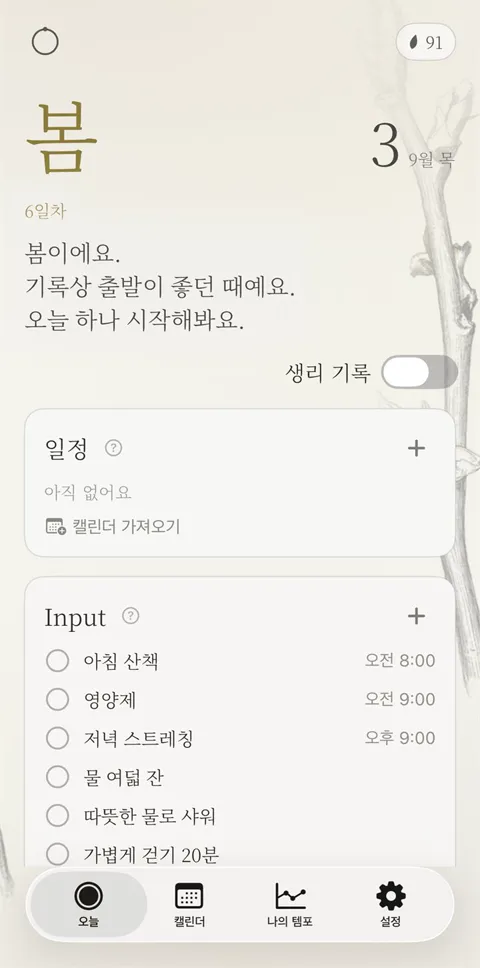 91
봄
3 9월 목
6일차
봄이에요.
기록상 출발이 좋던 때예요.
오늘 하나 시작해봐요.
생리 기록
일정 ?
아직 없어요
캘린더 가져오기
Input ?
아침 산책 오전 8:00
영양제 오전 9:00
저녁 스트레칭 오후 9:00
물 여덟 잔
따뜻한 물로 샤워
가볍게 걷기 20분
오늘 캘린더 나의 템포 설정